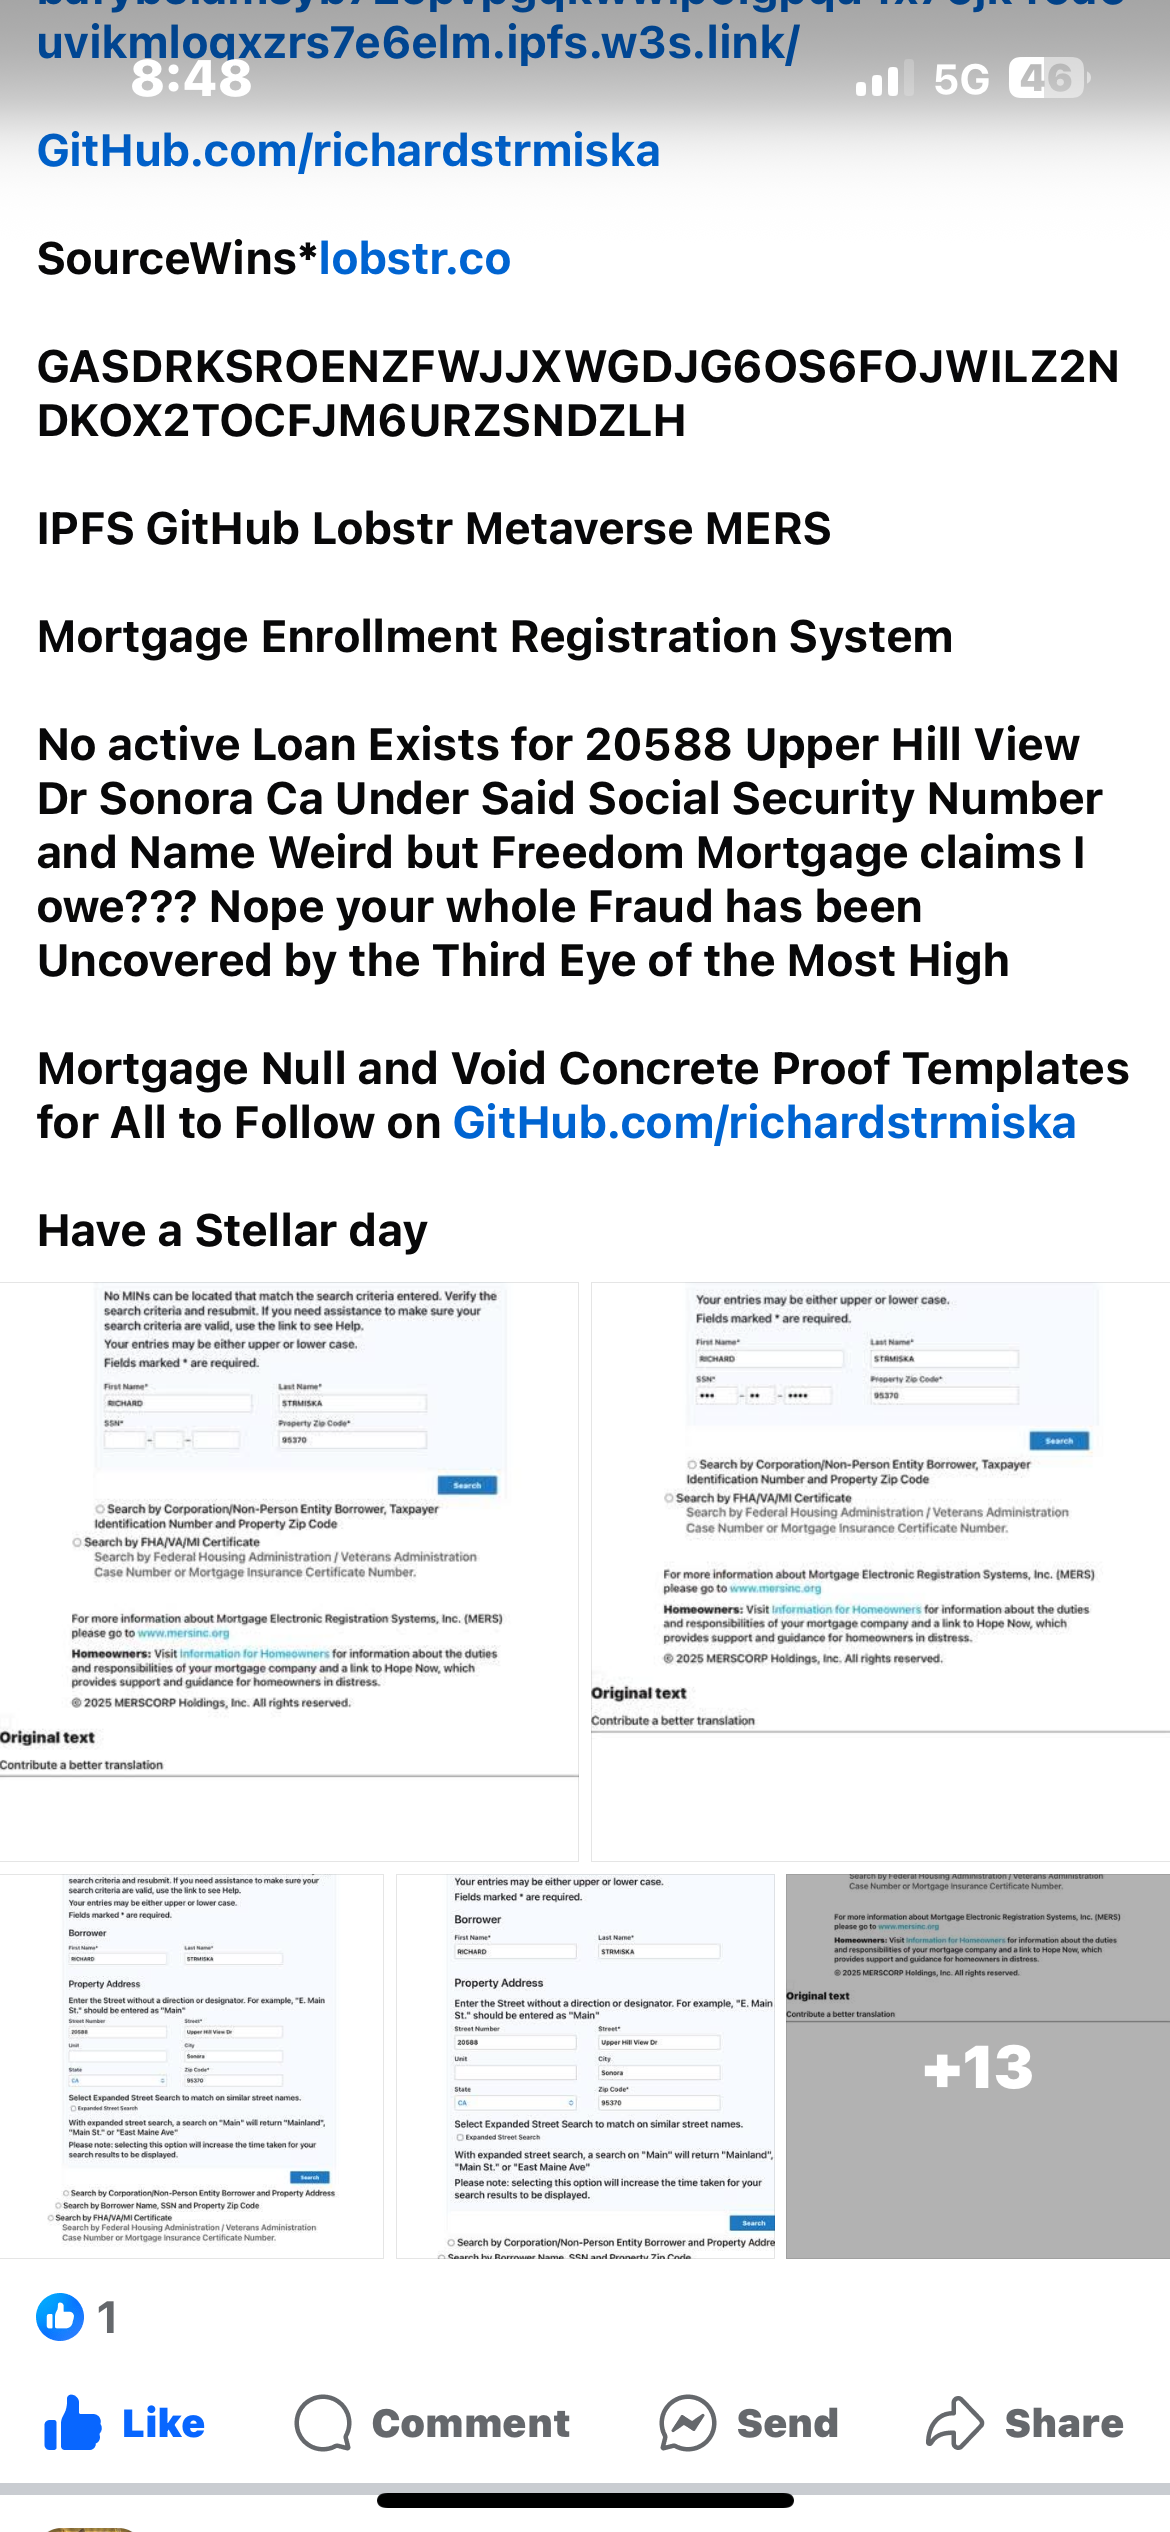 uvikmloqxzrs7e6elm.ipfs.w3s.link/
8:48
5G 46
GitHub.com/richardstrmiska
SourceWins*lobstr.co
GASDRKSROENZFWJJXWGDJG6OS6FOJWILZ2N
DKOX2TOCFJM6URZSNDZLH
IPFS GitHub Lobstr Metaverse MERS
Mortgage Enrollment Registration System
No active Loan Exists for 20588 Upper Hill View
Dr Sonora Ca Under Said Social Security Number
and Name Weird but Freedom Mortgage claims I
owe??? Nope your whole Fraud has been
Uncovered by the Third Eye of the Most High
Mortgage Null and Void Concrete Proof Templates
for All to Follow on GitHub.com/richardstrmiska
Have a Stellar day
No MINs can be located that match the search criteria entered. Verify the
search criteria and resubmit. If you need assistance to make sure your
search criteria are valid, use the link to see Help.
Your entries may be either upper or lower case.
Fields marked * are required.
First Name* Last Name*
RICHARD STRMISKA
SSN* Property Zip Code*
- - 95370
Search
Search by Corporation/Non-Person Entity Borrower, Taxpayer
Identification Number and Property Zip Code
Search by FHA/VA/MI Certificate
Search by Federal Housing Administration / Veterans Administration
Case Number or Mortgage Insurance Certificate Number.
For more information about Mortgage Electronic Registration Systems, Inc. (MERS)
please go to www.mersinc.org
Homeowners: Visit Information for Homeowners for information about the duties
and responsibilities of your mortgage company and a link to Hope Now, which
provides support and guidance for homeowners in distress.
© 2025 MERSCORP Holdings, Inc. All rights reserved.
Original text
Contribute a better translation
Your entries may be either upper or lower case.
Fields marked * are required.
First Name* Last Name*
RICHARD STRMISKA
SSN* Property Zip Code*
••• - •• - •••• 95370
Search
Search by Corporation/Non-Person Entity Borrower, Taxpayer
Identification Number and Property Zip Code
Search by FHA/VA/MI Certificate
Search by Federal Housing Administration / Veterans Administration
Case Number or Mortgage Insurance Certificate Number.
For more information about Mortgage Electronic Registration Systems, Inc. (MERS)
please go to www.mersinc.org
Homeowners: Visit Information for Homeowners for information about the duties
and responsibilities of your mortgage company and a link to Hope Now, which
provides support and guidance for homeowners in distress.
© 2025 MERSCORP Holdings, Inc. All rights reserved.
Original text
Contribute a better translation
search criteria and resubmit. If you need assistance to make sure your
search criteria are valid, use the link to see Help.
Your entries may be either upper or lower case.
Fields marked * are required.
Borrower
First Name* Last Name*
RICHARD STRMISKA
Property Address
Enter the Street without a direction or designator. For example, "E. Main
St." should be entered as "Main"
Street Number Street*
20588 Upper Hill View Dr
Unit City
Sonora
State Zip Code*
CA 95370
Select Expanded Street Search to match on similar street names.
Expanded Street Search
With expanded street search, a search on "Main" will return "Mainland",
"Main St." or "East Maine Ave"
Please note: selecting this option will increase the time taken for your
search results to be displayed.
Search
Search by Corporation/Non-Person Entity Borrower and Property Address
Search by Borrower Name, SSN and Property Zip Code
Search by FHA/VA/MI Certificate
Search by Federal Housing Administration / Veterans Administration
Case Number or Mortgage Insurance Certificate Number.
Your entries may be either upper or lower case.
Fields marked * are required.
Borrower
First Name* Last Name*
RICHARD STRMISKA
Property Address
Enter the Street without a direction or designator. For example, "E. Main
St." should be entered as "Main"
Street Number Street*
20588 Upper Hill View Dr
Unit City
Sonora
State Zip Code*
CA 95370
Select Expanded Street Search to match on similar street names.
Expanded Street Search
With expanded street search, a search on "Main" will return "Mainland",
"Main St." or "East Maine Ave"
Please note: selecting this option will increase the time taken for your
search results to be displayed.
Search
Search by Corporation/Non-Person Entity Borrower and Property Addre
Search by Borrower Name, SSN and Property Zip Code
Search by Federal Housing Administration / Veterans Administration
Case Number or Mortgage Insurance Certificate Number.
For more information about Mortgage Electronic Registration Systems, Inc. (MERS)
please go to www.mersinc.org
Homeowners: Visit Information for Homeowners for information about the duties
and responsibilities of your mortgage company and a link to Hope Now, which
provides support and guidance for homeowners in distress.
© 2025 MERSCORP Holdings, Inc. All rights reserved.
Original text
Contribute a better translation
+13
1
Like Comment Send Share